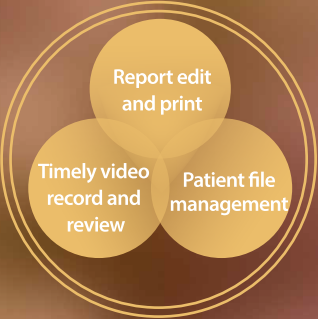 Report edit
and print
Timely video
record and
review
Patient file
management